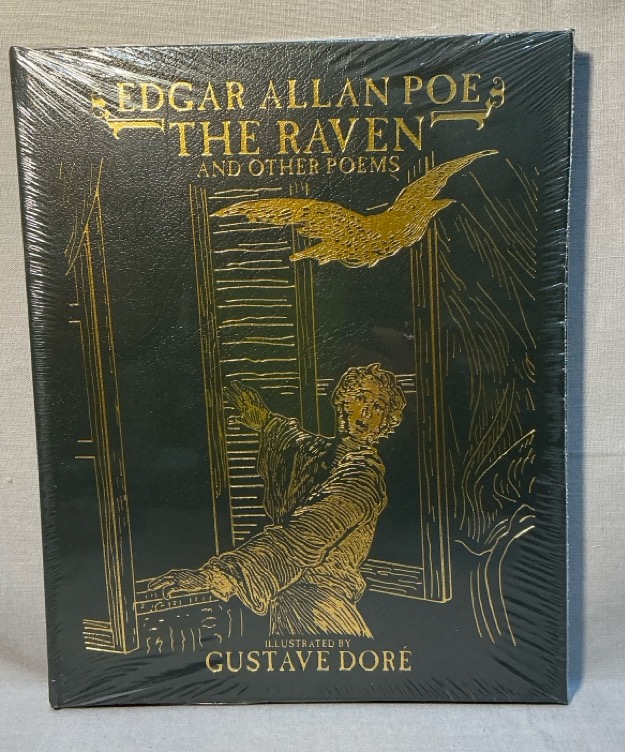 EDGAR ALLAN POE
THE RAVEN
AND OTHER POEMS
ILLUSTRATED BY
GUSTAVE DORÉ